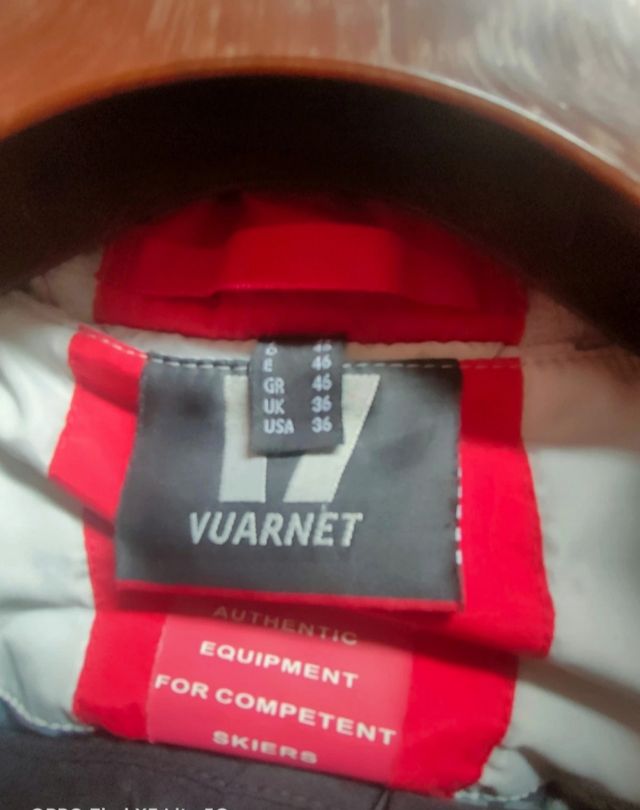 E 46
GR 46
UK 36
USA 36
VUARNET
AUTHENTIC
EQUIPMENT
FOR COMPETENT
SKIERS